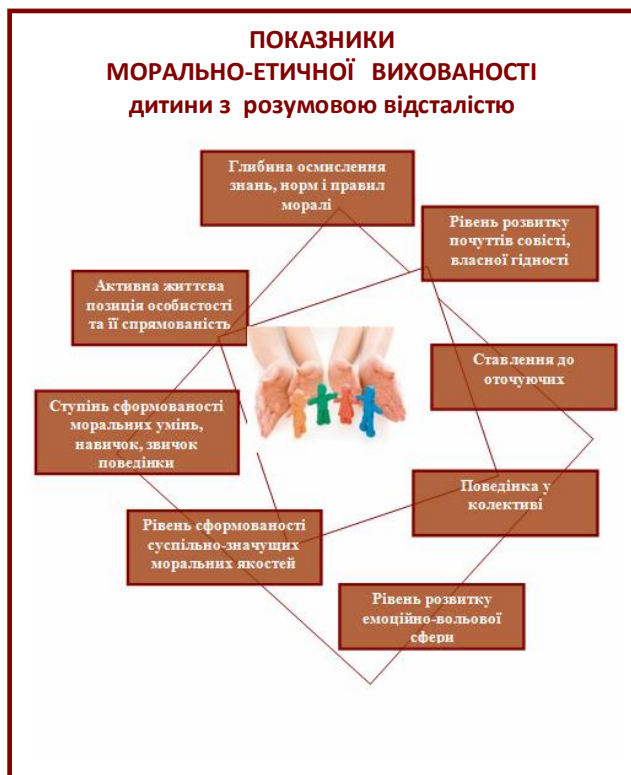 ПОКАЗНИКИ
МОРАЛЬНО-ЕТИЧНОЇ ВИХОВАНОСТІ
дитини з розумовою відсталістю
Глибина осмислення
знань, норм і правил
моралі
Рівень розвитку
почуттів совісті,
власної гідності
Активна життєва
позиція особистості
та її спрямованість
Ставлення до
оточуючих
Ступінь сформованості
моральних умінь,
навичок, звичок
поведінки
Поведінка у
колективі
Рівень сформованості
суспільно-значущих
моральних якостей
Рівень розвитку
емоційно-вольової
сфери